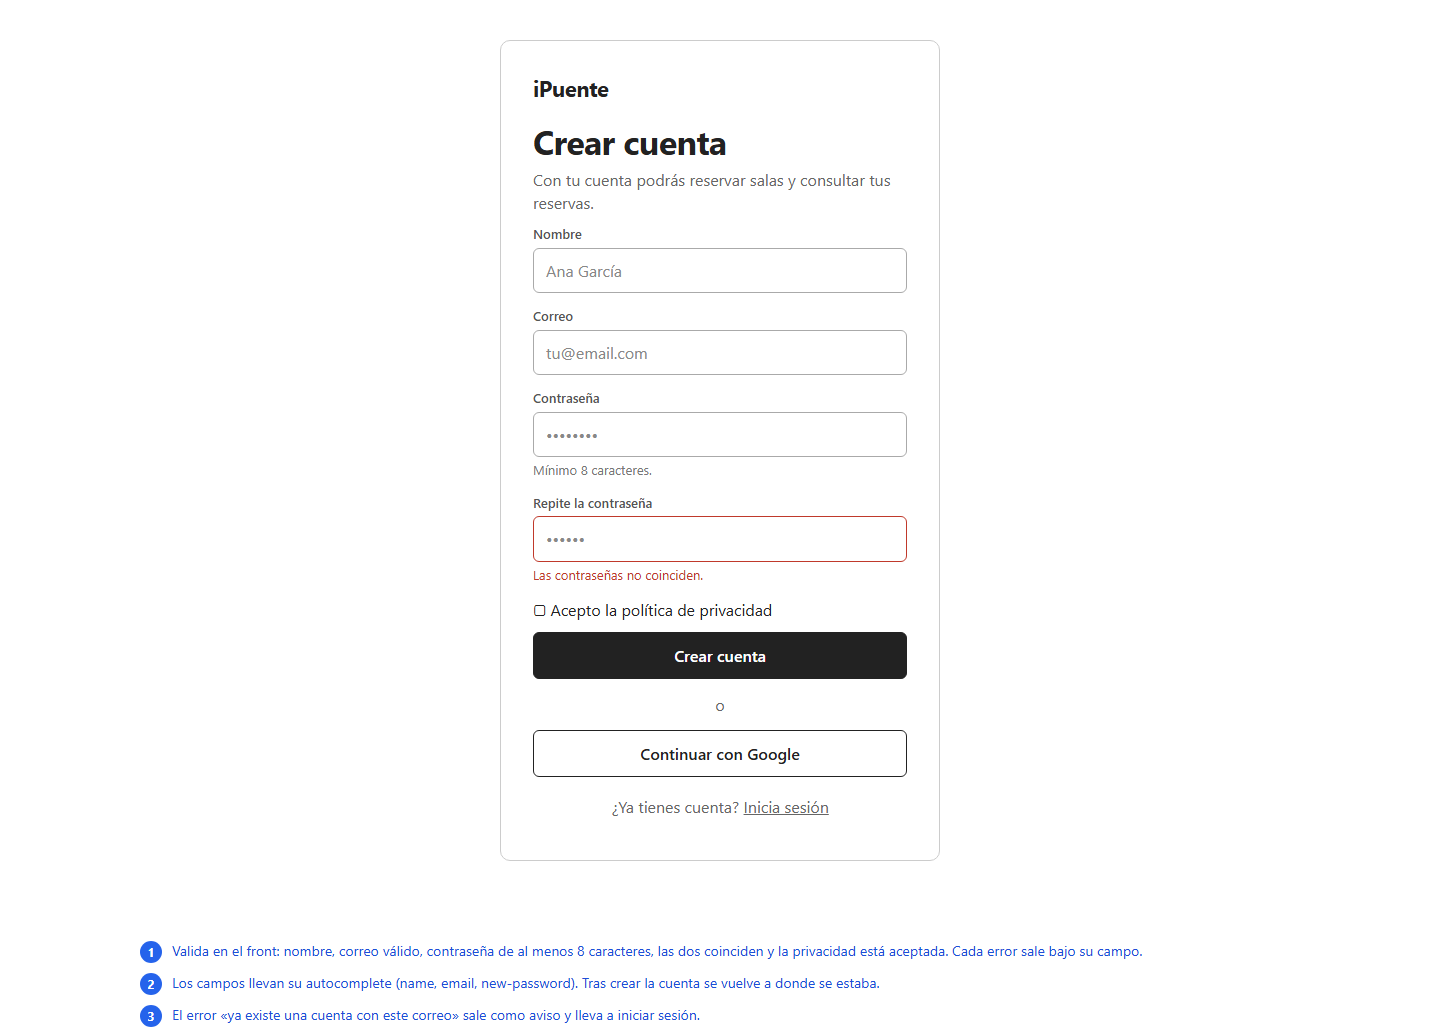 iPuente
Crear cuenta
Con tu cuenta podrás reservar salas y consultar tus
reservas.
Nombre
Ana García
Correo
tu@email.com
Contraseña
••••••••
Mínimo 8 caracteres.
Repite la contraseña
••••••
Las contraseñas no coinciden.
Acepto la política de privacidad
Crear cuenta
o
Continuar con Google
¿Ya tienes cuenta? Inicia sesión
1 Valida en el front: nombre, correo válido, contraseña de al menos 8 caracteres, las dos coinciden y la privacidad está aceptada. Cada error sale bajo su campo.
2 Los campos llevan su autocomplete (name, email, new-password). Tras crear la cuenta se vuelve a donde se estaba.
3 El error «ya existe una cuenta con este correo» sale como aviso y lleva a iniciar sesión.